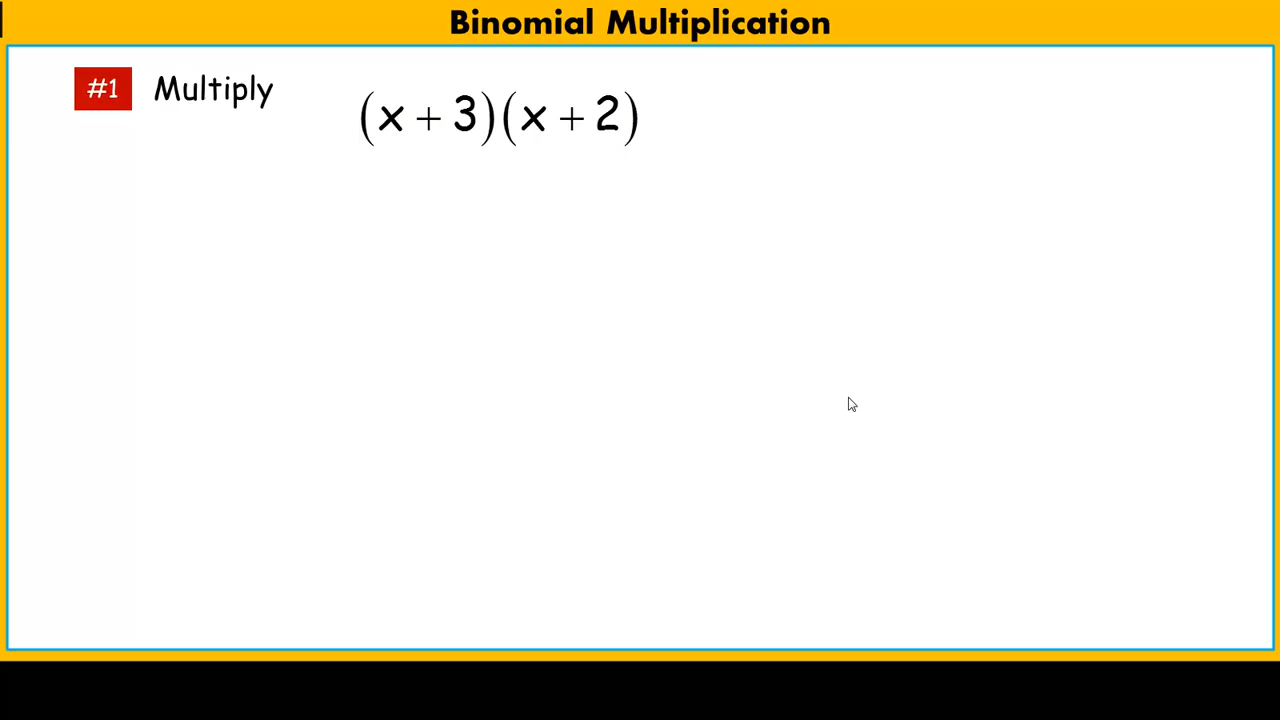 Binomial Multiplication
#1 Multiply (x + 3)(x + 2)